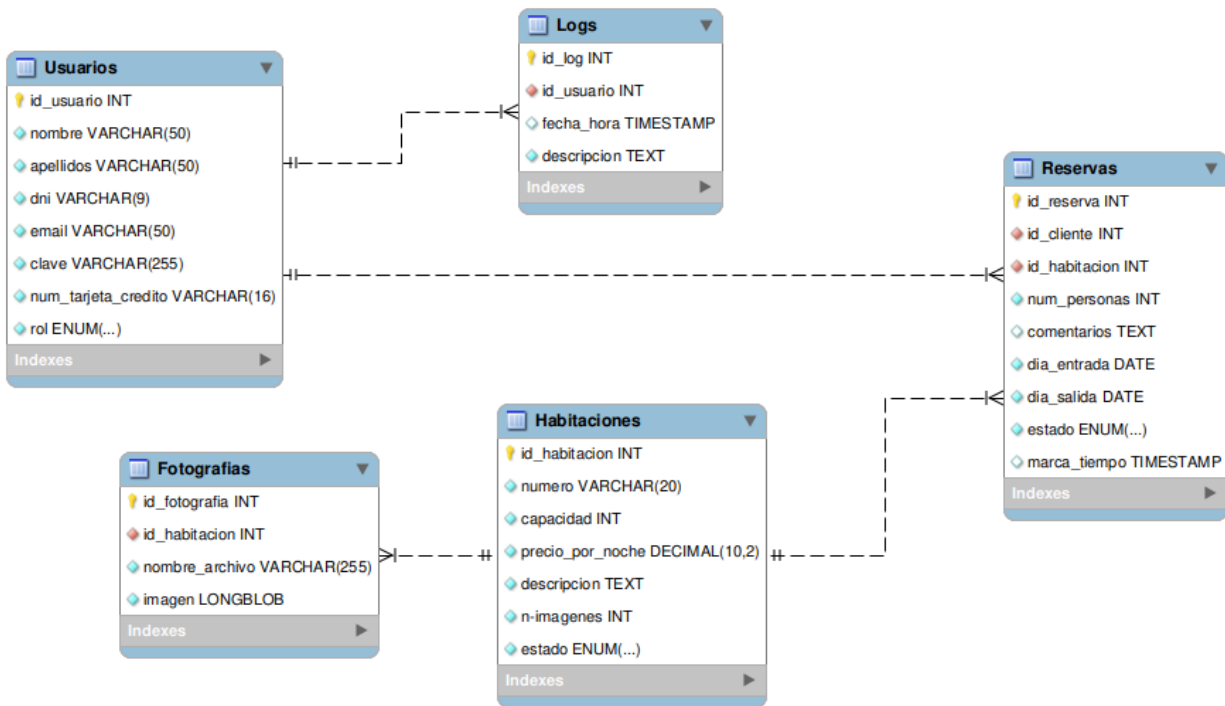 Usuarios
id_usuario INT
nombre VARCHAR(50)
apellidos VARCHAR(50)
dni VARCHAR(9)
email VARCHAR(50)
clave VARCHAR(255)
num_tarjeta_credito VARCHAR(16)
rol ENUM(...)
Indexes
Logs
id_log INT
id_usuario INT
fecha_hora TIMESTAMP
descripcion TEXT
Indexes
Reservas
id_reserva INT
id_cliente INT
id_habitacion INT
num_personas INT
comentarios TEXT
dia_entrada DATE
dia_salida DATE
estado ENUM(...)
marca_tiempo TIMESTAMP
Indexes
Fotografias
id_fotografia INT
id_habitacion INT
nombre_archivo VARCHAR(255)
imagen LONGBLOB
Indexes
Habitaciones
id_habitacion INT
numero VARCHAR(20)
capacidad INT
precio_por_noche DECIMAL(10,2)
descripcion TEXT
n-imagenes INT
estado ENUM(...)
Indexes